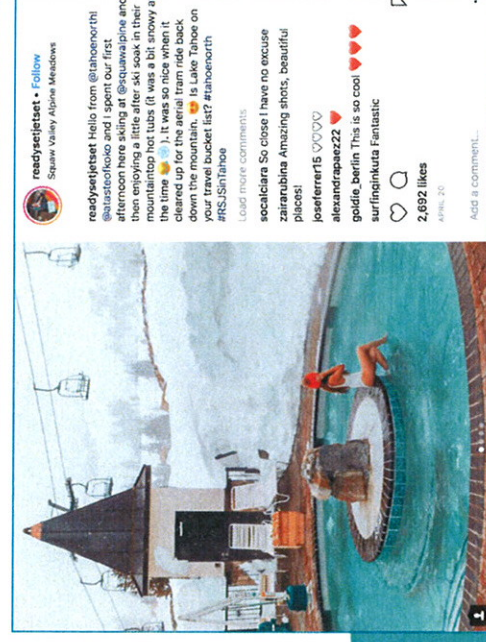 readysetjetset • Follow
Squaw Valley Alpine Meadows
readysetjetset Hello from @tahoenorth!
@atasteofkoko and I spent our first
afternoon here skiing at @squawalpine and
then enjoying a little après ski soak in their
mountaintop hot tubs (it was a bit snowy at
the time 😹❄️). It was so nice when it
cleared up for the aerial tram ride back
down the mountain. 😍 Is Lake Tahoe on
your travel bucket list? #tahoenorth
#RSJSinTahoe
Load more comments
socalciara So close I have no excuse
zairarubina Amazing shots, beautiful
places!
joseferrer15 ♡♡♡♡
alexandrapaez22 ❤️
goldie_berlin This is so cool ❤️❤️❤️
surfinginkuta Fantastic
2,692 likes
APRIL 20
Add a comment...